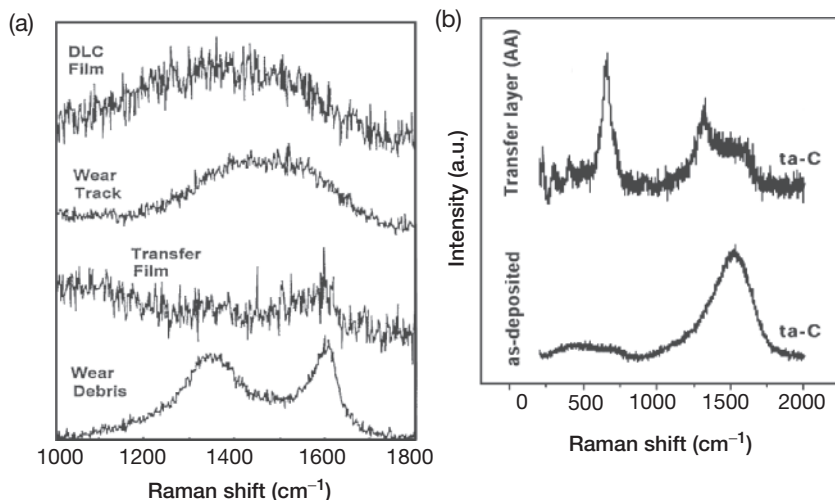 (a)
DLC
Film
Wear
Track
Transfer
Film
Wear
Debris
1000 1200 1400 1600 1800
Raman shift (cm⁻¹)
(b)
Intensity (a.u.)
Transfer layer (AA)
ta-C
as-deposited
ta-C
0 500 1000 1500 2000
Raman shift (cm⁻¹)